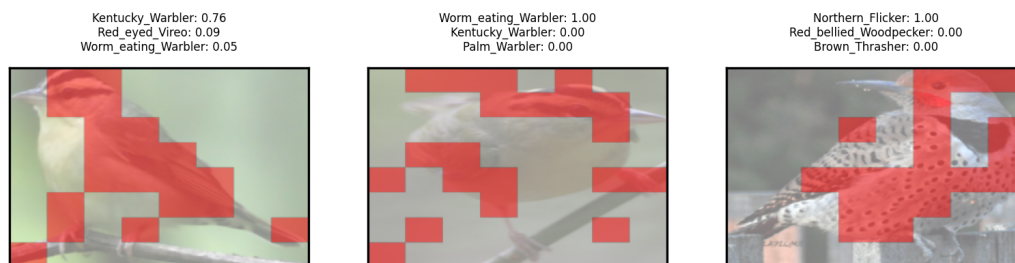 Kentucky_Warbler: 0.76
Red_eyed_Vireo: 0.09
Worm_eating_Warbler: 0.05
Worm_eating_Warbler: 1.00
Kentucky_Warbler: 0.00
Palm_Warbler: 0.00
Northern_Flicker: 1.00
Red_bellied_Woodpecker: 0.00
Brown_Thrasher: 0.00